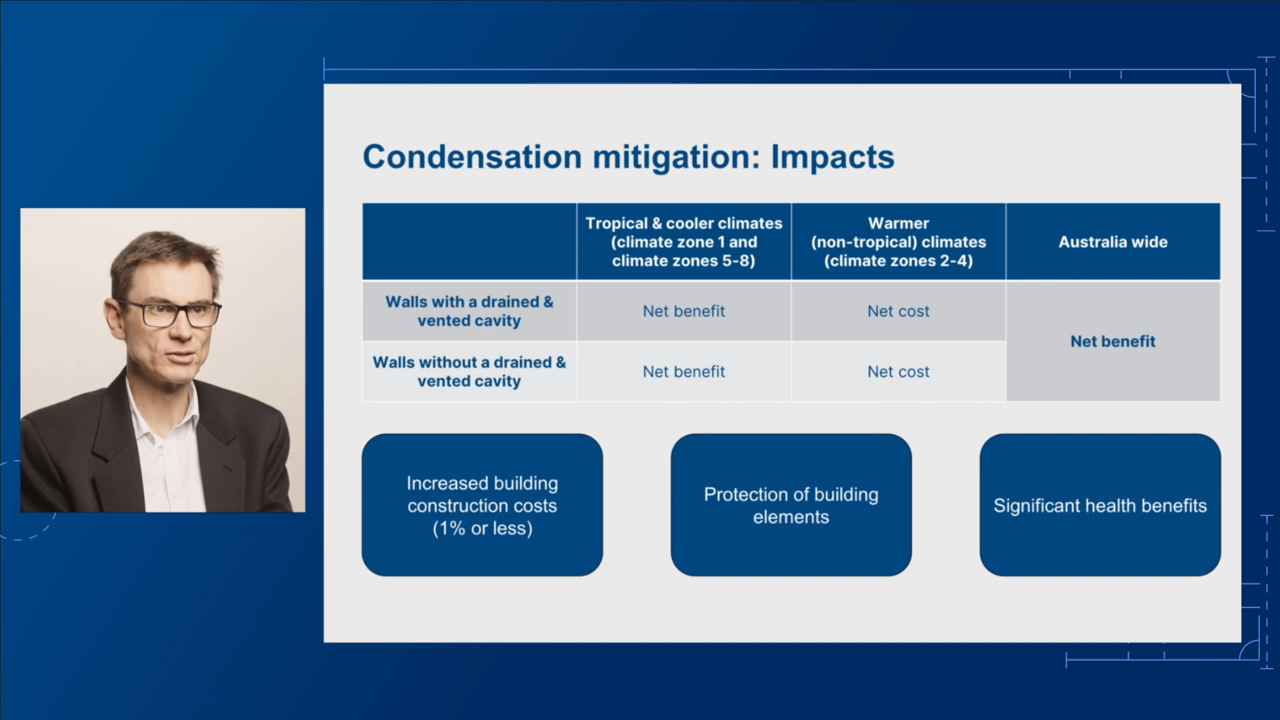 Condensation mitigation: Impacts
Tropical & cooler climates
(climate zone 1 and
climate zones 5-8)
Warmer
(non-tropical) climates
(climate zones 2-4)
Australia wide
Walls with a drained &
vented cavity
Net benefit
Net cost
Net benefit
Walls without a drained &
vented cavity
Net benefit
Net cost
Increased building
construction costs
(1% or less)
Protection of building
elements
Significant health benefits